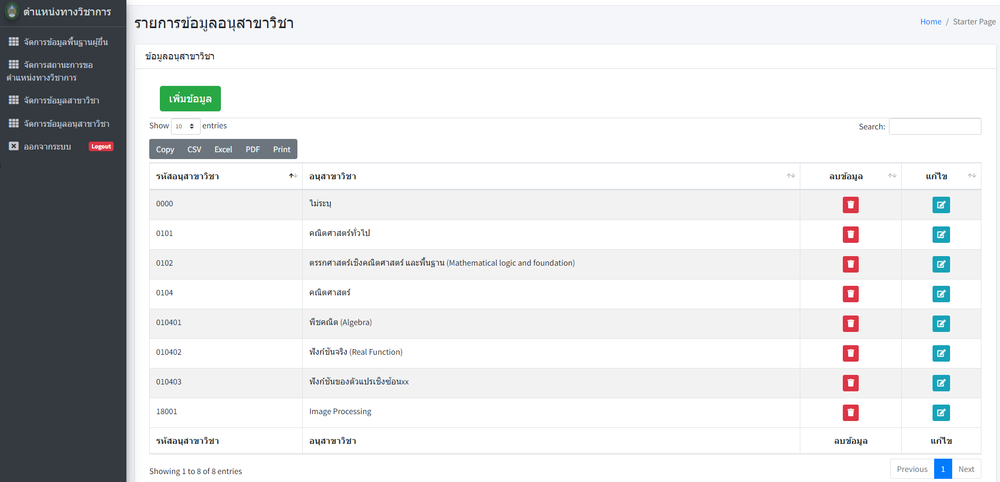 ตำแหน่งทางวิชาการ
จัดการข้อมูลพื้นฐานผู้ยื่น
จัดการสถานะการขอ
ตำแหน่งทางวิชาการ
จัดการข้อมูลสาขาวิชา
จัดการข้อมูลอนุสาขาวิชา
ออกจากระบบ Logout
รายการข้อมูลอนุสาขาวิชา
Home / Starter Page
ข้อมูลอนุสาขาวิชา
เพิ่มข้อมูล
Show 10 entries
Search:
Copy CSV Excel PDF Print
รหัสอนุสาขาวิชา อนุสาขาวิชา ลบข้อมูล แก้ไข
0000 ไม่ระบุ
0101 คณิตศาสตร์ทั่วไป
0102 ตรรกศาสตร์เชิงคณิตศาสตร์ และพื้นฐาน (Mathematical logic and foundation)
0104 คณิตศาสตร์
010401 พีชคณิต (Algebra)
010402 ฟังก์ชันจริง (Real Function)
010403 ฟังก์ชันของตัวแปรเชิงซ้อนxx
18001 Image Processing
รหัสอนุสาขาวิชา อนุสาขาวิชา ลบข้อมูล แก้ไข
Showing 1 to 8 of 8 entries
Previous 1 Next